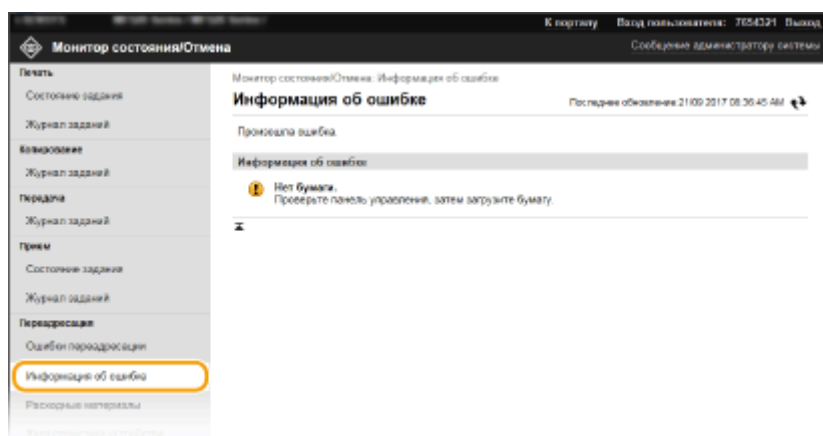 К порталу Вход пользователя: 7654321 Выход
Монитор состояния/Отмена Сообщение администратору системы
Печать
Состояние задания
Журнал заданий
Копирование
Журнал заданий
Передача
Журнал заданий
Прием
Состояние задания
Журнал заданий
Переадресация
Ошибки переадресации
Информация об ошибке
Расходные материалы
Монитор состояния/Отмена: Информация об ошибке
Информация об ошибке Последнее обновление 21/09 2017 08:36:45 AM
Произошла ошибка.
Информация об ошибке
Нет бумаги.
Проверьте панель управления, затем загрузите бумагу.